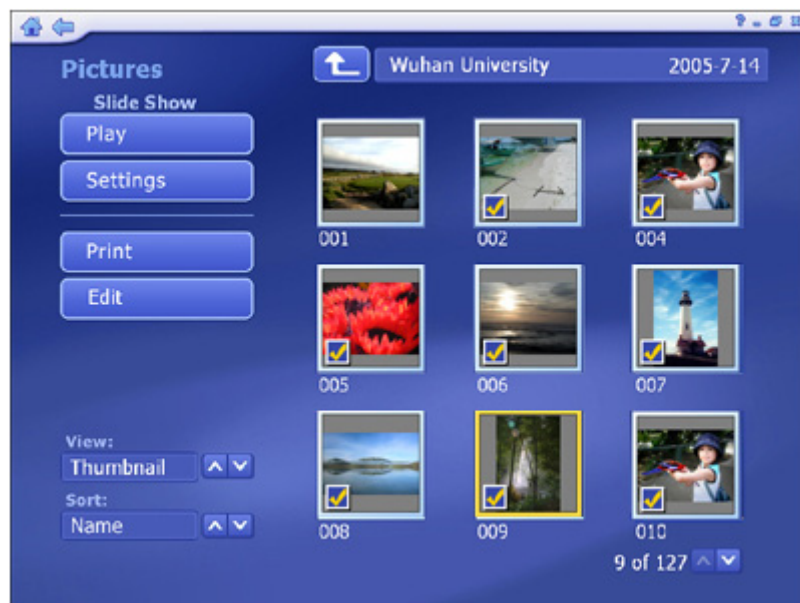 Pictures
Slide Show
Play
Settings
Print
Edit
View:
Thumbnail
Sort:
Name
Wuhan University 2005-7-14
001 002 004
005 006 007
008 009 010
9 of 127